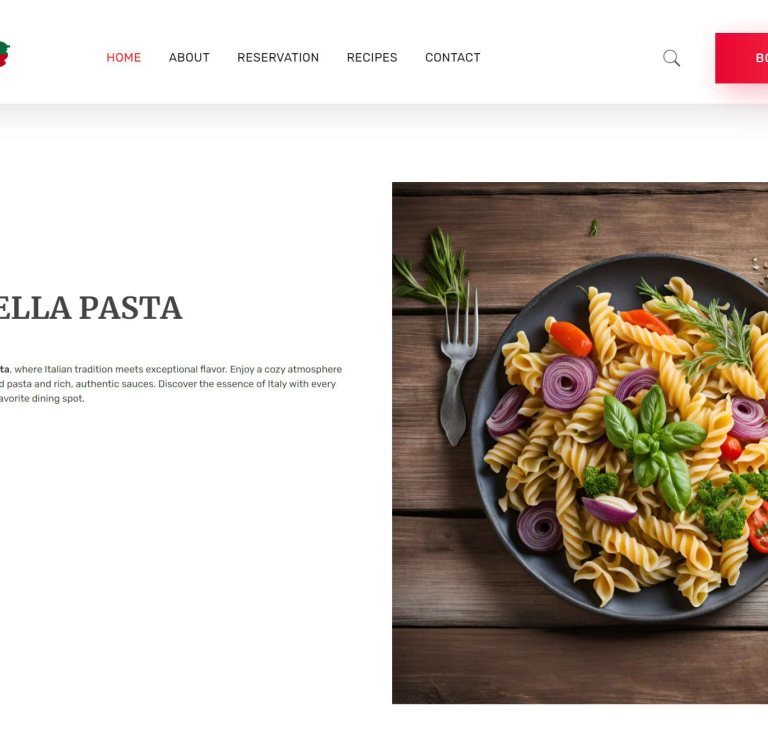 HOME ABOUT RESERVATION RECIPES CONTACT
ELLA PASTA
ta, where Italian tradition meets exceptional flavor. Enjoy a cozy atmosphere
d pasta and rich, authentic sauces. Discover the essence of Italy with every
avorite dining spot.